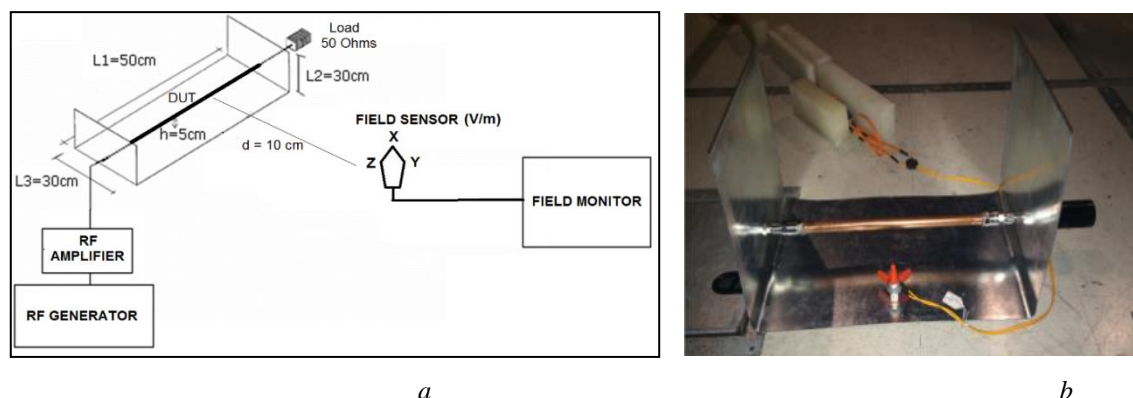 Load
50 Ohms
L1=50cm
L2=30cm
DUT
h=5cm
FIELD SENSOR (V/m)
X
Z Y
d = 10 cm
L3=30cm
FIELD MONITOR
RF
AMPLIFIER
RF GENERATOR
a b